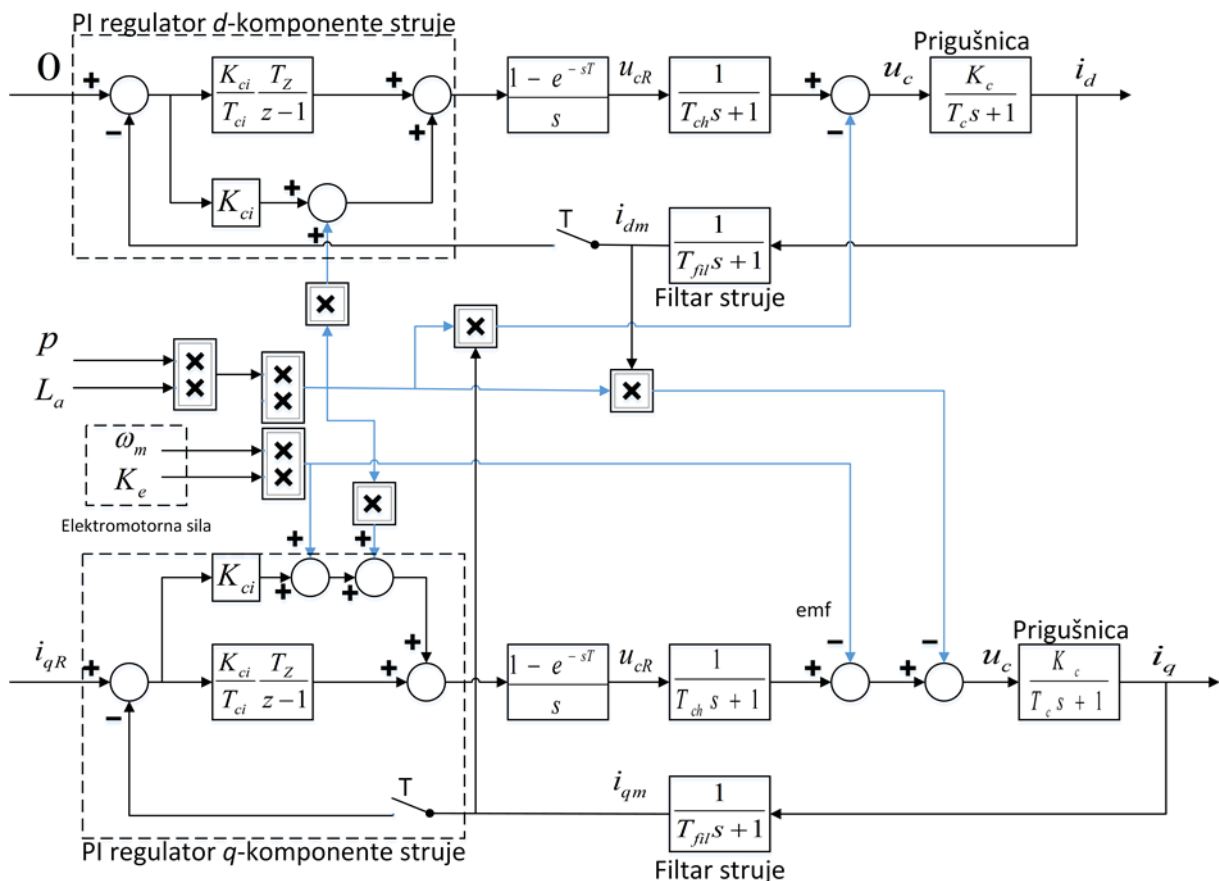 PI regulator d-komponente struje
0
+
−
K_ci/T_ci T_Z/(z−1)
+
+
K_ci
+
+
(1 − e^−sT)/s
u_cR
1/(T_ch s+1)
+
−
u_c
Prigušnica
K_c/(T_c s+1)
i_d
T
i_dm
1/(T_fil s+1)
Filtar struje
×
×
×
p
L_a
×
×
×
×
ω_m
K_e
×
×
Elektromotorna sila
×
+
+
K_ci
+
+
i_qR
+
−
K_ci/T_ci T_Z/(z−1)
+
+
(1 − e^−sT)/s
u_cR
1/(T_ch s + 1)
emf
+
−
+
−
u_c
Prigušnica
K_c/(T_c s + 1)
i_q
T
i_qm
1/(T_fil s+1)
Filtar struje
PI regulator q-komponente struje